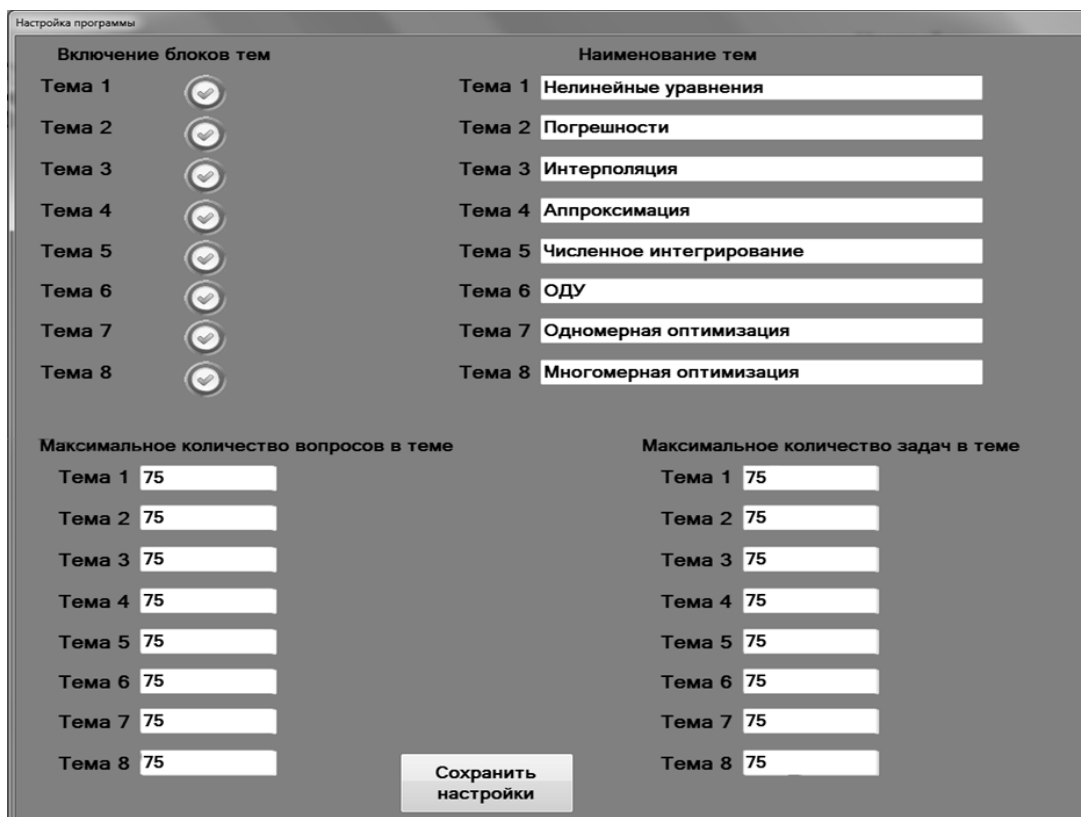 Настройка программы
Включение блоков тем
Тема 1
Тема 2
Тема 3
Тема 4
Тема 5
Тема 6
Тема 7
Тема 8
Наименование тем
Тема 1 Нелинейные уравнения
Тема 2 Погрешности
Тема 3 Интерполяция
Тема 4 Аппроксимация
Тема 5 Численное интегрирование
Тема 6 ОДУ
Тема 7 Одномерная оптимизация
Тема 8 Многомерная оптимизация
Максимальное количество вопросов в теме
Тема 1 75
Тема 2 75
Тема 3 75
Тема 4 75
Тема 5 75
Тема 6 75
Тема 7 75
Тема 8 75
Максимальное количество задач в теме
Тема 1 75
Тема 2 75
Тема 3 75
Тема 4 75
Тема 5 75
Тема 6 75
Тема 7 75
Тема 8 75
Сохранить
настройки